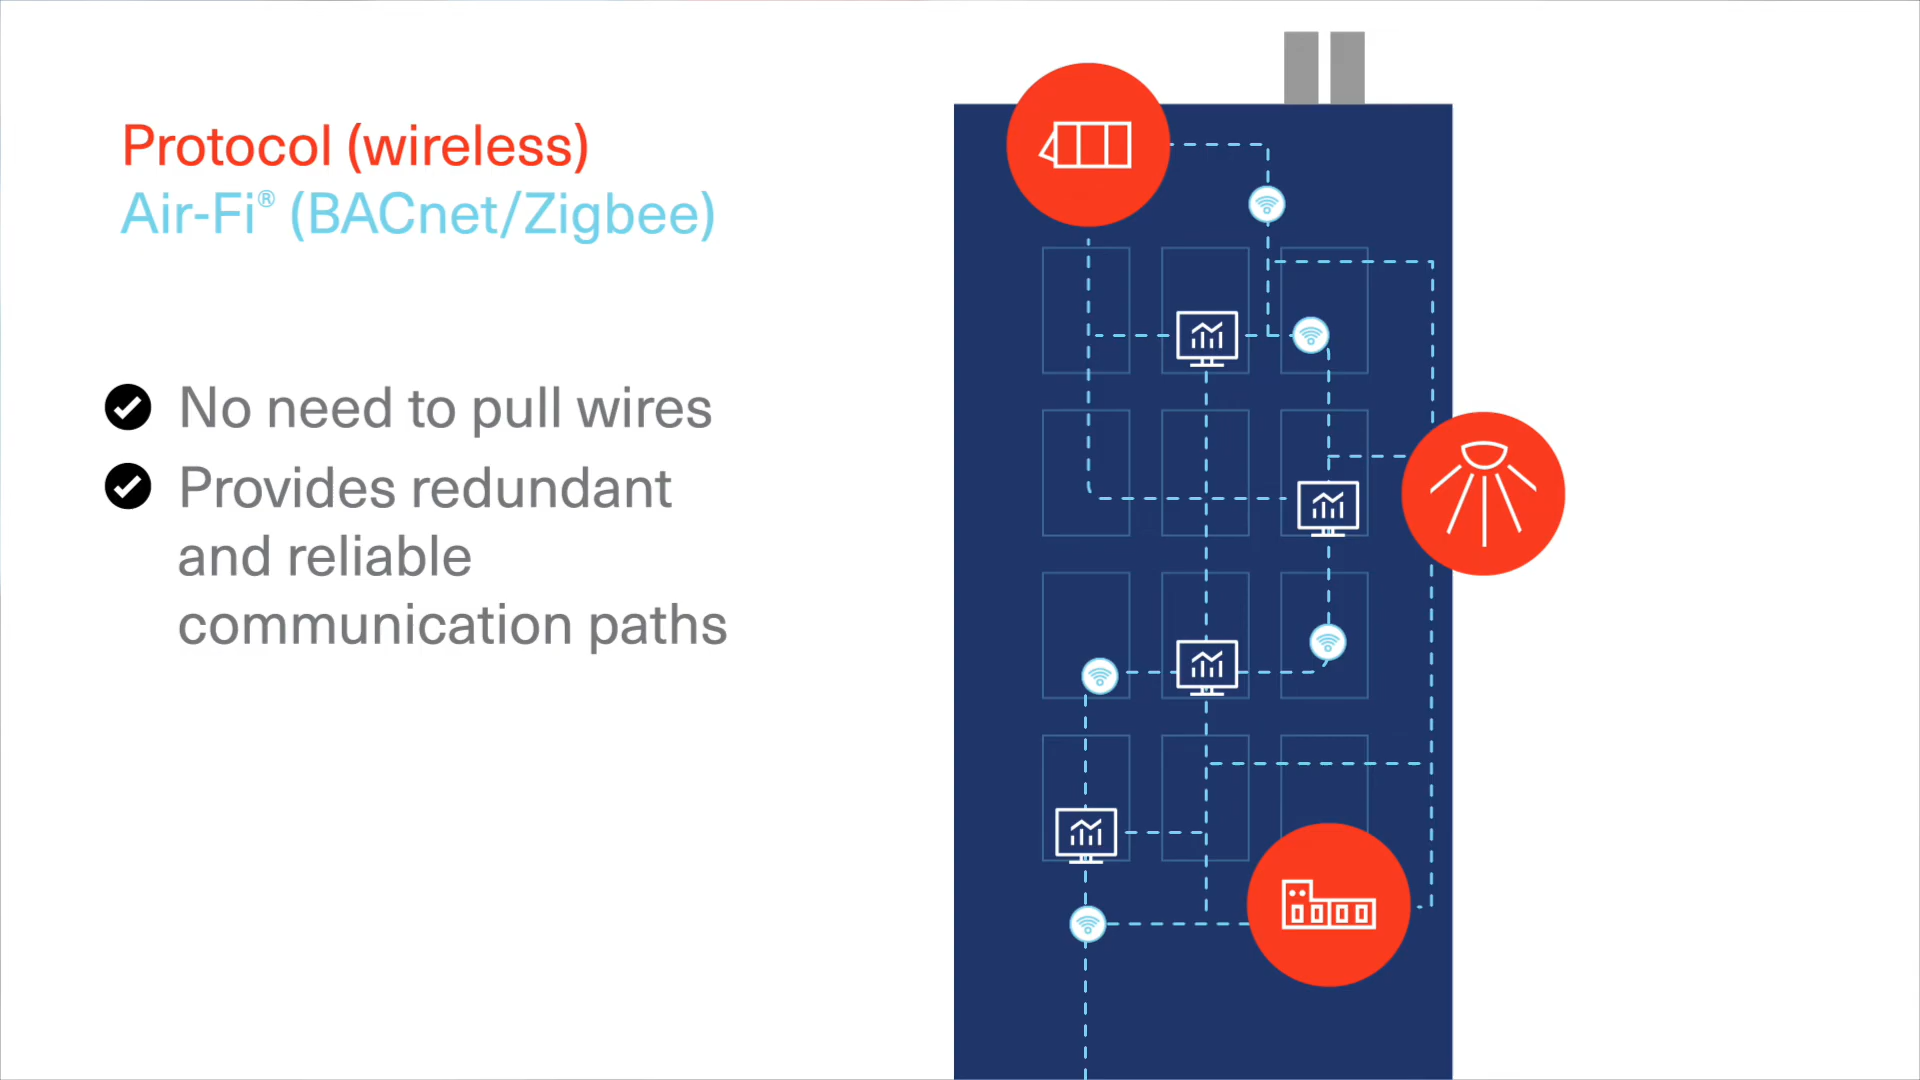 Protocol (wireless)
Air-Fi® (BACnet/Zigbee)
No need to pull wires
Provides redundant
and reliable
communication paths